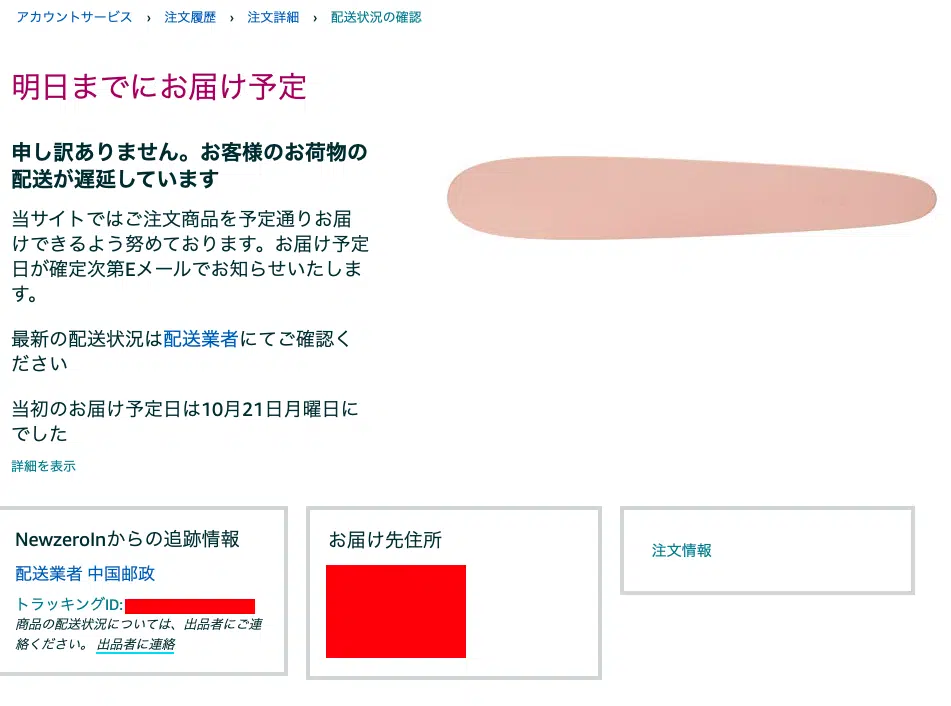 アカウントサービス › 注文履歴 › 注文詳細 › 配送状況の確認
明日までにお届け予定
申し訳ありません。お客様のお荷物の
配送が遅延しています
当サイトではご注文商品を予定通りお届
けできるよう努めております。お届け予定
日が確定次第Eメールでお知らせいたしま
す。
最新の配送状況は配送業者にてご確認く
ださい
当初のお届け予定日は10月21日月曜日に
でした
詳細を表示
NewzeroInからの追跡情報
配送業者 中国邮政
トラッキングID:
商品の配送状況については、出品者にご連
絡ください。 出品者に連絡
お届け先住所
注文情報